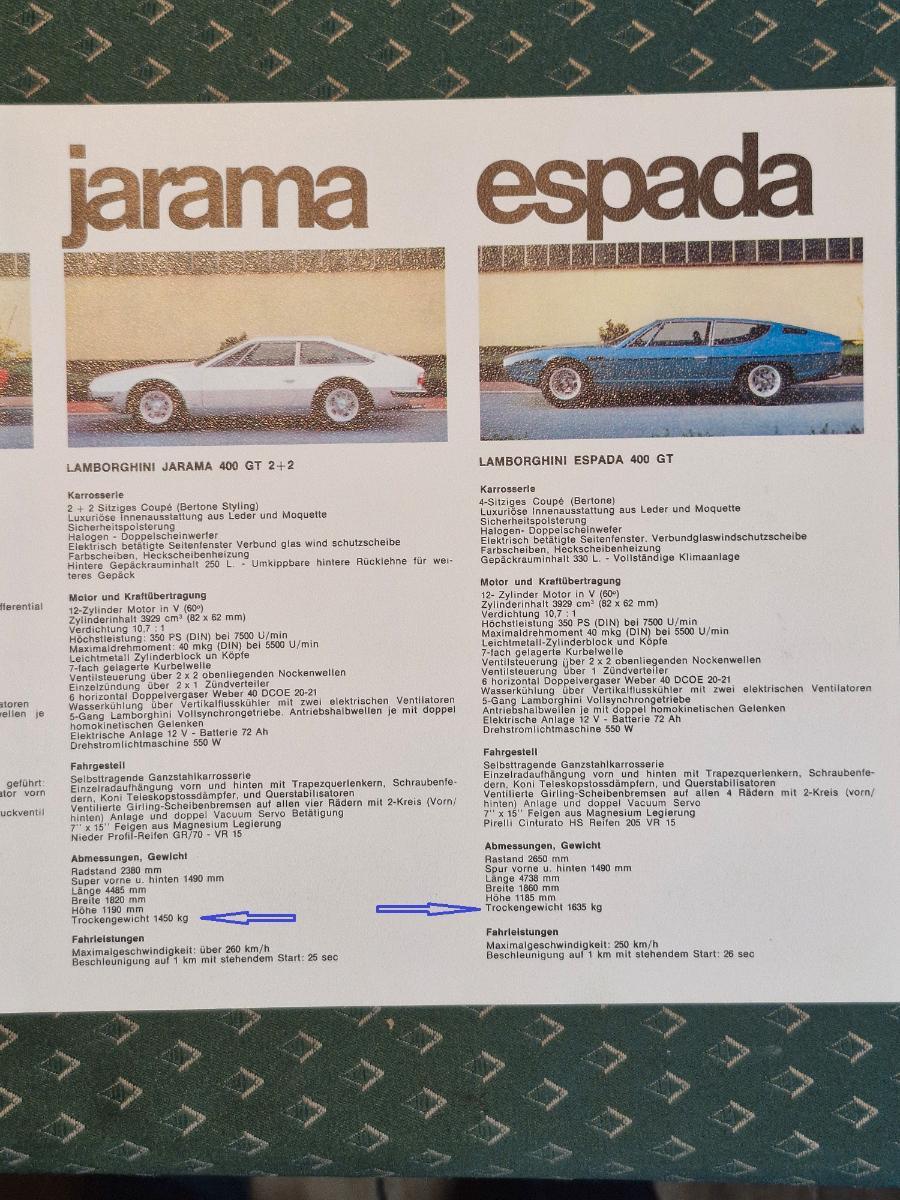 jarama
LAMBORGHINI JARAMA 400 GT 2+2
Karrosserie
2 + 2 Sitziges Coupé (Bertone Styling)
Luxuriöse Innenausstattung aus Leder und Moquette
Sicherheitspolsterung
Halogen - Doppelscheinwerfer
Elektrisch betätigte Seitenfenster Verbund glas wind schutzscheibe
Farbscheiben, Heckscheibenheizung
Hintere Gepäckrauminhalt 250 L. - Umkippbare hintere Rücklehne für wei-
teres Gepäck
Motor und Kraftübertragung
12-Zylinder Motor in V (60º)
Zylinderinhalt 3929 cm³ (82 x 62 mm)
Verdichtung 10,7 : 1
Höchstleistung: 350 PS (DIN) bei 7500 U/min
Maximaldrehmoment: 40 mkg (DIN) bei 5500 U/min
Leichtmetall Zylinderblock un Köpfe
7-fach gelagerte Kurbelwelle
Ventilsteuerung über 2 x 2 obenliegenden Nockenwellen
Einzelzündung über 2 x 1 Zündverteiler
6 horizontal Doppelvergaser Weber 40 DCOE 20-21
Wasserkühlung über Vertikalflusskühler mit zwei elektrischen Ventilatoren
5-Gang Lamborghini Vollsynchrongetriebe. Antriebshalbwellen je mit doppel
homokinetischen Gelenken
Elektrische Anlage 12 V - Batterie 72 Ah
Drehstromlichtmaschine 550 W
Fahrgestell
Selbsttragende Ganzstahlkarrosserie
Einzelradaufhängung vorn und hinten mit Trapezquerlenkern, Schraubenfe-
dern, Koni Teleskopstossdämpfer, und Querstabilisatoren
Ventilierte Girling-Scheibenbremsen auf allen vier Rädern mit 2-Kreis (Vorn/
hinten) Anlage und doppel Vacuum Servo Betätigung
7" x 15" Felgen aus Magnesium Legierung
Nieder Profil-Reifen GR/70 - VR 15
Abmessungen, Gewicht
Radstand 2380 mm
Super vorne u. hinten 1490 mm
Länge 4485 mm
Breite 1820 mm
Höhe 1190 mm
Trockengewicht 1450 kg
Fahrleistungen
Maximalgeschwindigkeit: über 260 km/h
Beschleunigung auf 1 km mit stehendem Start: 25 sec
espada
LAMBORGHINI ESPADA 400 GT
Karrosserie
4-Sitziges Coupé (Bertone)
Luxuriöse Innenausstattung aus Leder und Moquette
Sicherheitspolsterung
Halogen- Doppelscheinwefer
Elektrisch betätigte Seitenfenster. Verbundglaswindschutzscheibe
Farbscheiben, Heckscheibenheizung
Gepäckrauminhalt 330 L. - Vollständige Klimaanlage
Motor und Kraftübertragung
12- Zylinder Motor in V (60º)
Zylinderinhalt 3929 cm³ (82 x 62 mm)
Verdichtung 10,7 : 1
Höchstleistung 350 PS (DIN) bei 7500 U/min
Maximaldrehmoment 40 mkg (DIN) bei 5500 U/min
Leichtmetall-Zylinderblock und Köpfe
7-fach gelagerte Kurbelwelle
Ventilsteuerung über 2 x 2 obenliegenden Nockenwellen
Ventilsteuerung über 1 Zündverteiler
6 horizontal Doppelvergaser Weber 40 DCOE 20-21
Wasserkühlung über Vertikalflusskühler mit zwei elektrischen Ventilatoren
5-Gang Lamborghini Vollsynchrongetriebe
Antriebshalbwellen je mit doppel homokinetischen Gelenken
Elektrische Anlage 12 V - Batterie 72 Ah
Drehstromlichtmaschine 550 W
Fahrgestell
Selbsttragende Ganzstahlkarrosserie
Einzelradaufhängung vorn und hinten mit Trapezquerlenkern, Schraubenfe-
dern, Koni Teleskopstossdämpfern, und Querstabilisatoren
Ventilierte Girling-Scheibenbremsen auf allen 4 Rädern mit 2-Kreis (vorn/
hinten) Anlage und doppel Vacuum Servo
7" x 15" Felgen aus Magnesium Legierung
Pirelli Cinturato HS Reifen 205 VR 15
Abmessungen, Gewicht
Rastand 2650 mm
Spur vorne u. hinten 1490 mm
Länge 4738 mm
Breite 1860 mm
Höhe 1185 mm
Trockengewicht 1635 kg
Fahrleistungen
Maximalgeschwindigkeit: 250 km/h
Beschleunigung auf 1 km mit stehendem Start: 26 sec